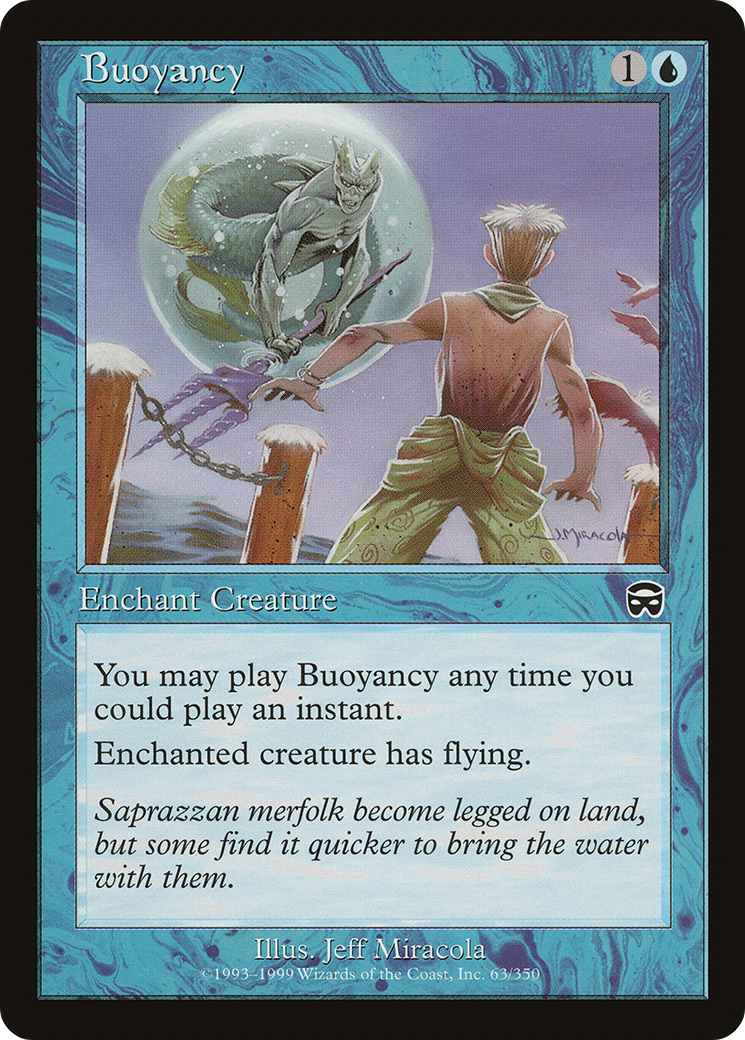 Buoyancy
1
J. MIRACOLA
Enchant Creature
You may play Buoyancy any time you
could play an instant.
Enchanted creature has flying.
Saprazzan merfolk become legged on land,
but some find it quicker to bring the water
with them.
Illus. Jeff Miracola
©1993–1999 Wizards of the Coast, Inc. 63/350